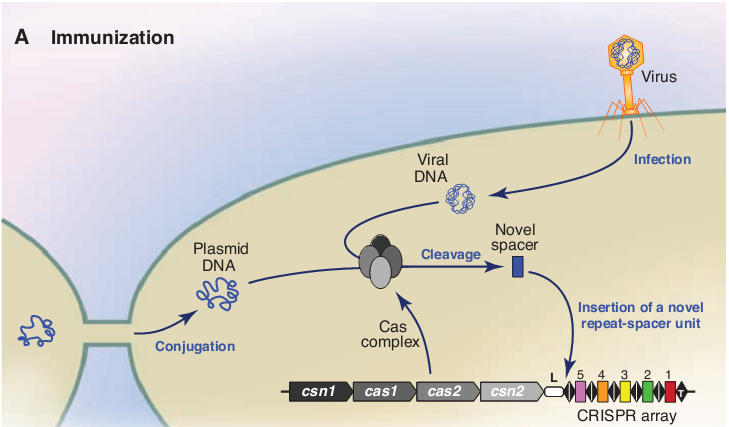 A Immunization
Virus
Infection
Viral
DNA
Novel
spacer
Cleavage
Plasmid
DNA
Insertion of a novel
repeat-spacer unit
Cas
complex
Conjugation
L
5 4 3 2 1
csn1 cas1 cas2 csn2
T
CRISPR array